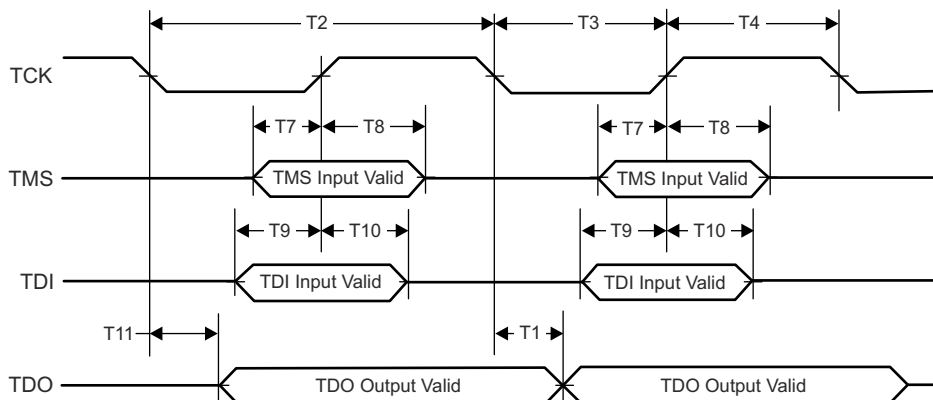 T2 T3 T4
TCK
T7 T8 T7 T8
TMS TMS Input Valid TMS Input Valid
T9 T10 T9 T10
TDI TDI Input Valid TDI Input Valid
T11 T1
TDO TDO Output Valid TDO Output Valid